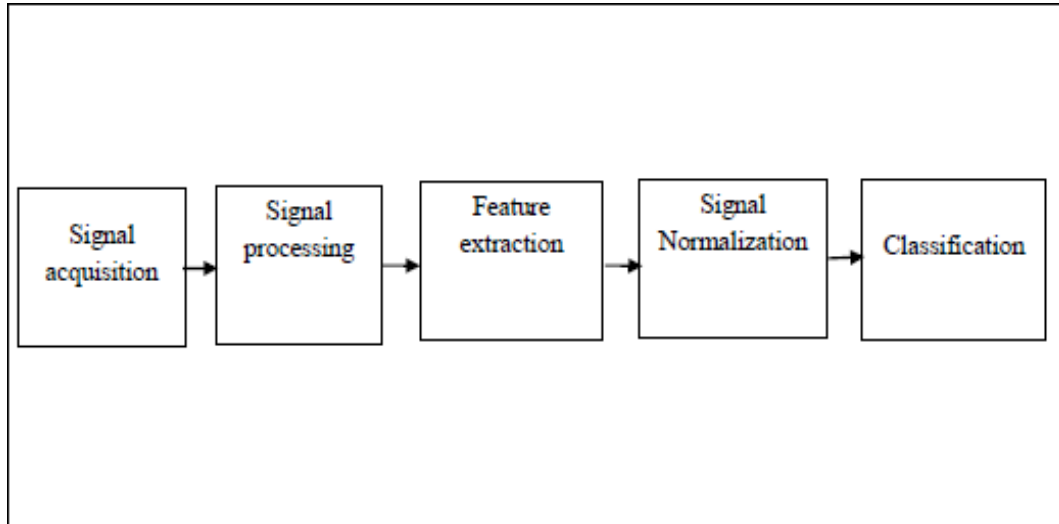 Signal
acquisition
Signal
processing
Feature
extraction
Signal
Normalization
Classification